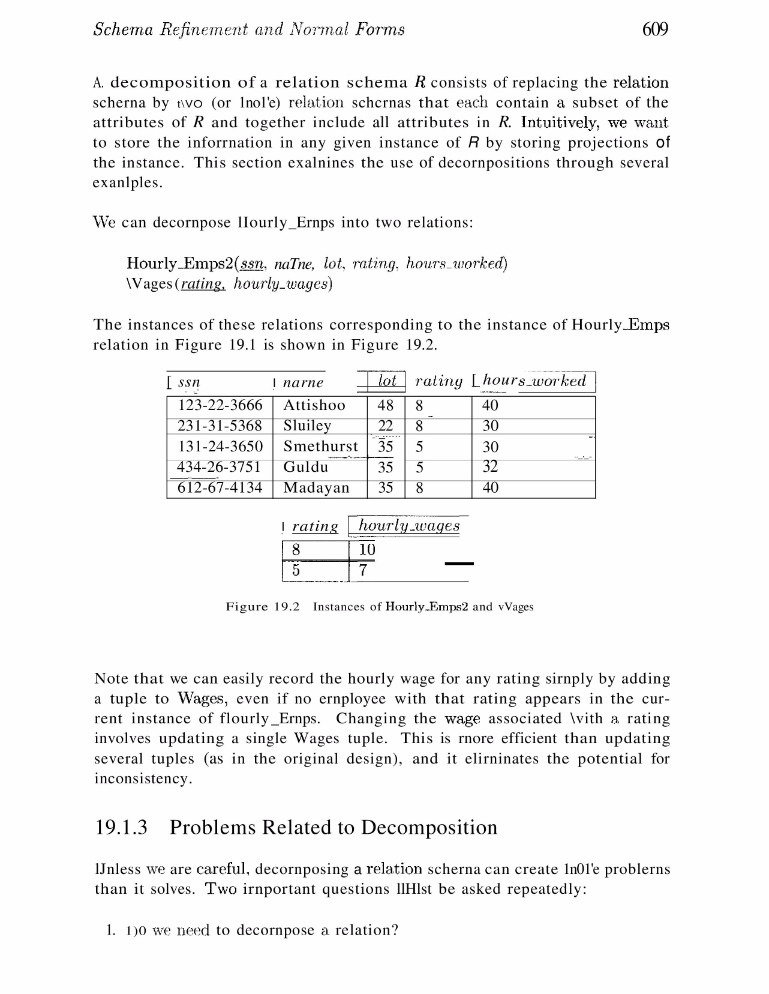 Schema Refinement and Normal Forms 609
A. decomposition of a relation schema R consists of replacing the relation
scherna by t\vo (or lnol'e) relation schcrnas that each contain a subset of the
attributes of R and together include all attributes in R. Intuitively, we want
to store the inforrnation in any given instance of R by storing projections of
the instance. This section exalnines the use of decornpositions through several
exanlples.
We can decornpose lIourly_Ernps into two relations:
Hourly_Emps2(ssn, naTne, lot, rating, hours_worked)
\Vages(rating, hourly_wages)
The instances of these relations corresponding to the instance of Hourly_Emps
relation in Figure 19.1 is shown in Figure 19.2.
[ ssn | narne lot rating [ hours_worked
123-22-3666 Attishoo 48 8 40
231-31-5368 Sluiley 22 8 30
131-24-3650 Smethurst 35 5 30
434-26-3751 Guldu 35 5 32
612-67-4134 Madayan 35 8 40
| rating hourly_wages
8 10
5 7
Figure 19.2 Instances of Hourly_Emps2 and vVages
Note that we can easily record the hourly wage for any rating sirnply by adding
a tuple to Wages, even if no ernployee with that rating appears in the cur-
rent instance of flourly_Ernps. Changing the wage associated \vith a rating
involves updating a single Wages tuple. This is rnore efficient than updating
several tuples (as in the original design), and it elirninates the potential for
inconsistency.
19.1.3 Problems Related to Decomposition
lJnless we are careful, decornposing a relation scherna can create 1n01'e problerns
than it solves. Two irnportant questions llHlst be asked repeatedly:
1. 1)0 we need to decornpose a relation?